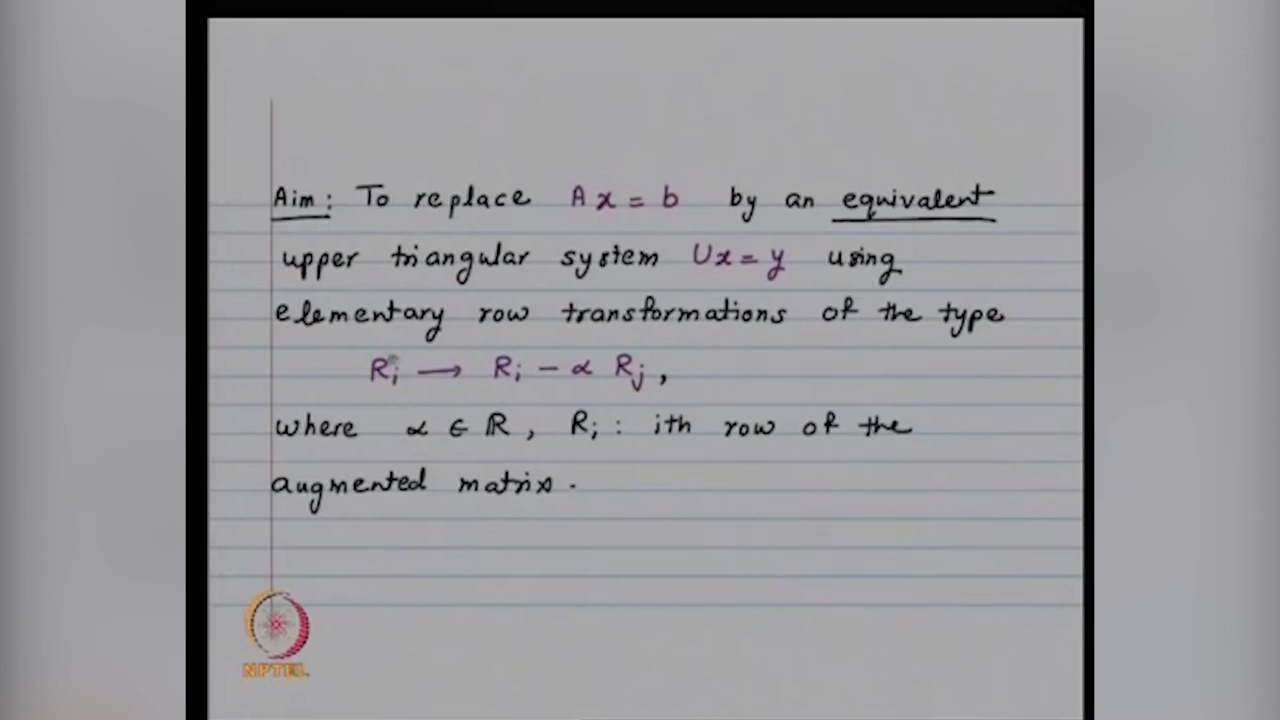 Aim: To replace Ax = b by an equivalent
upper triangular system Ux = y using
elementary row transformations of the type
Ri → Ri - α Rj ,
where α ∈ ℝ , Ri : ith row of the
augmented matrix .
NPTEL